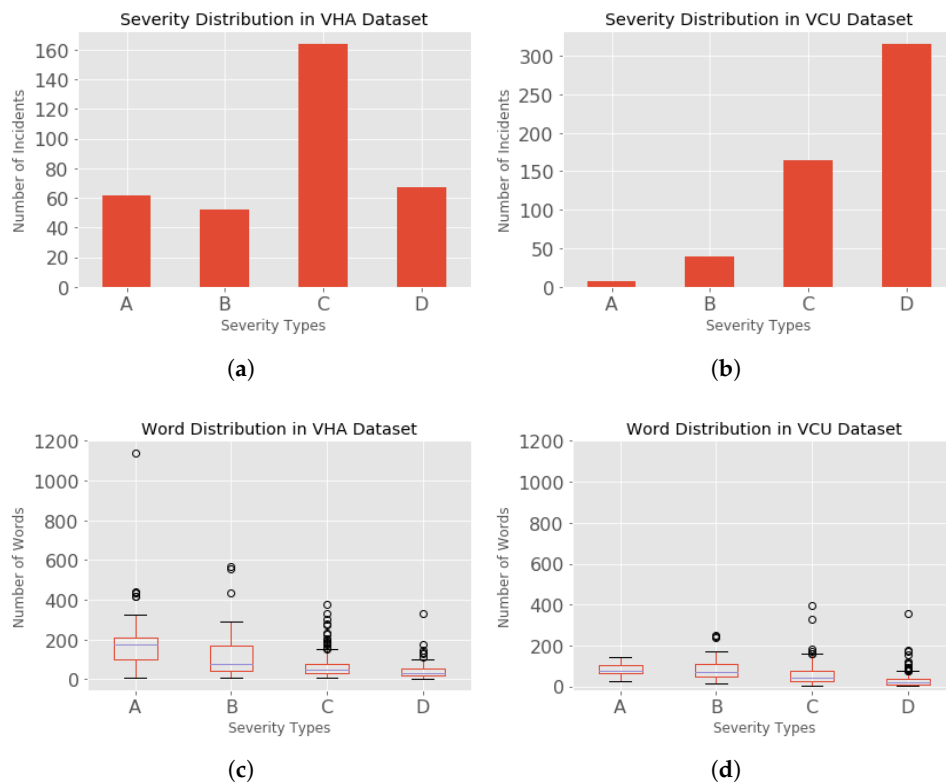 Severity Distribution in VHA Dataset
160
140
120
100
80
60
40
20
0
Number of Incidents
A B C D
Severity Types
(a)
Severity Distribution in VCU Dataset
300
250
200
150
100
50
0
Number of Incidents
A B C D
Severity Types
(b)
Word Distribution in VHA Dataset
1200
1000
800
600
400
200
0
Number of Words
A B C D
Severity Types
(c)
Word Distribution in VCU Dataset
1200
1000
800
600
400
200
0
Number of Words
A B C D
Severity Types
(d)